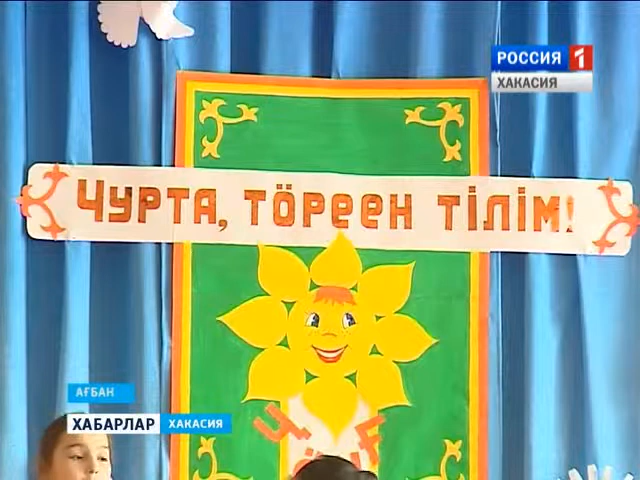 РОССИЯ 1
ХАКАСИЯ
Чурта, тӧреен тілім!
АҒБАН
ХАБАРЛАР ХАКАСИЯ